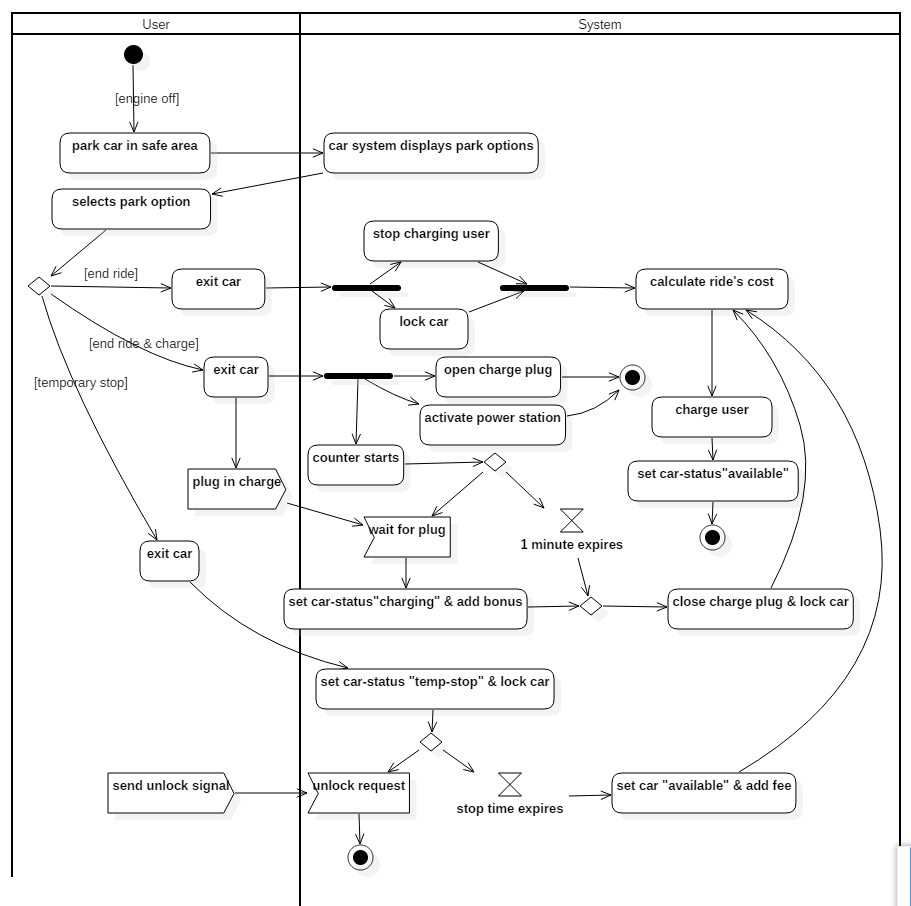 User
System
[engine off]
park car in safe area
car system displays park options
selects park option
stop charging user
[end ride]
exit car
calculate ride's cost
lock car
[end ride & charge]
exit car
open charge plug
[temporary stop]
charge user
activate power station
counter starts
set car-status"available"
plug in charge
wait for plug
1 minute expires
exit car
set car-status"charging" & add bonus
close charge plug & lock car
set car-status "temp-stop" & lock car
send unlock signal
unlock request
stop time expires
set car "available" & add fee